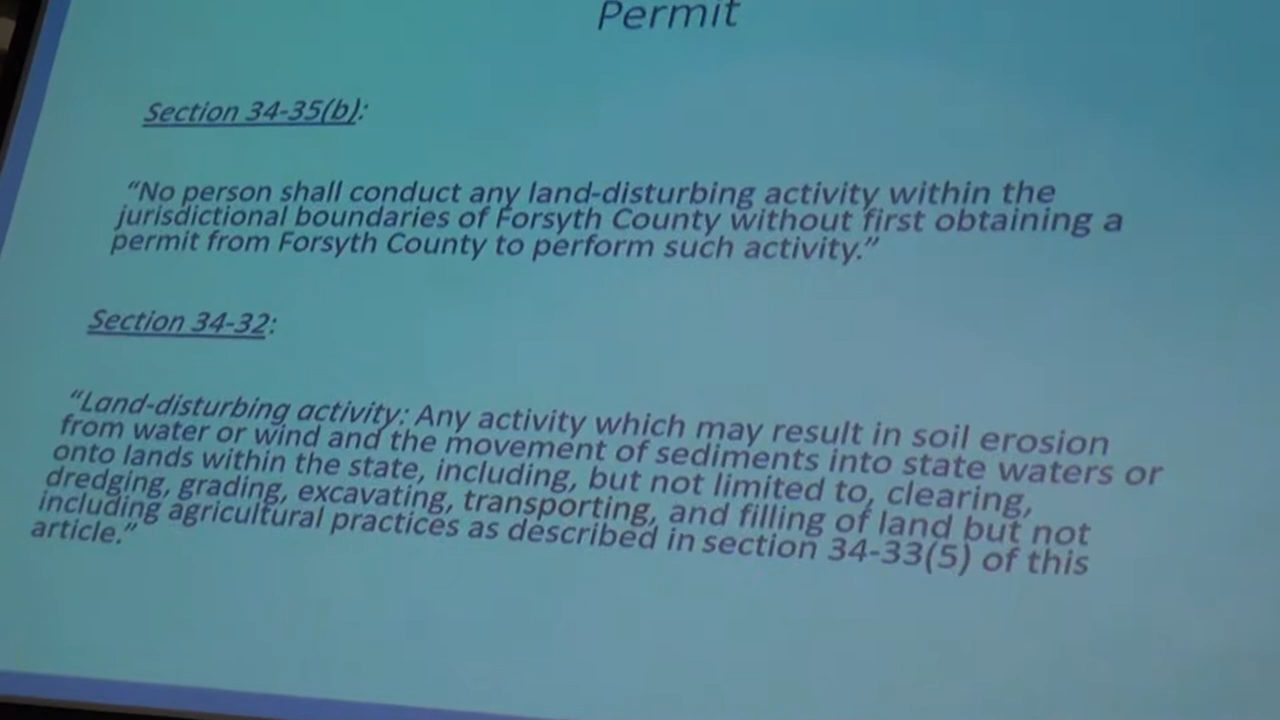 Permit
Section 34-35(b):
“No person shall conduct any land-disturbing activity within the
jurisdictional boundaries of Forsyth County without first obtaining a
permit from Forsyth County to perform such activity.”
Section 34-32:
“Land-disturbing activity: Any activity which may result in soil erosion
from water or wind and the movement of sediments into state waters or
onto lands within the state, including, but not limited to, clearing,
dredging, grading, excavating, transporting, and filling of land but not
including agricultural practices as described in section 34-33(5) of this
article.”